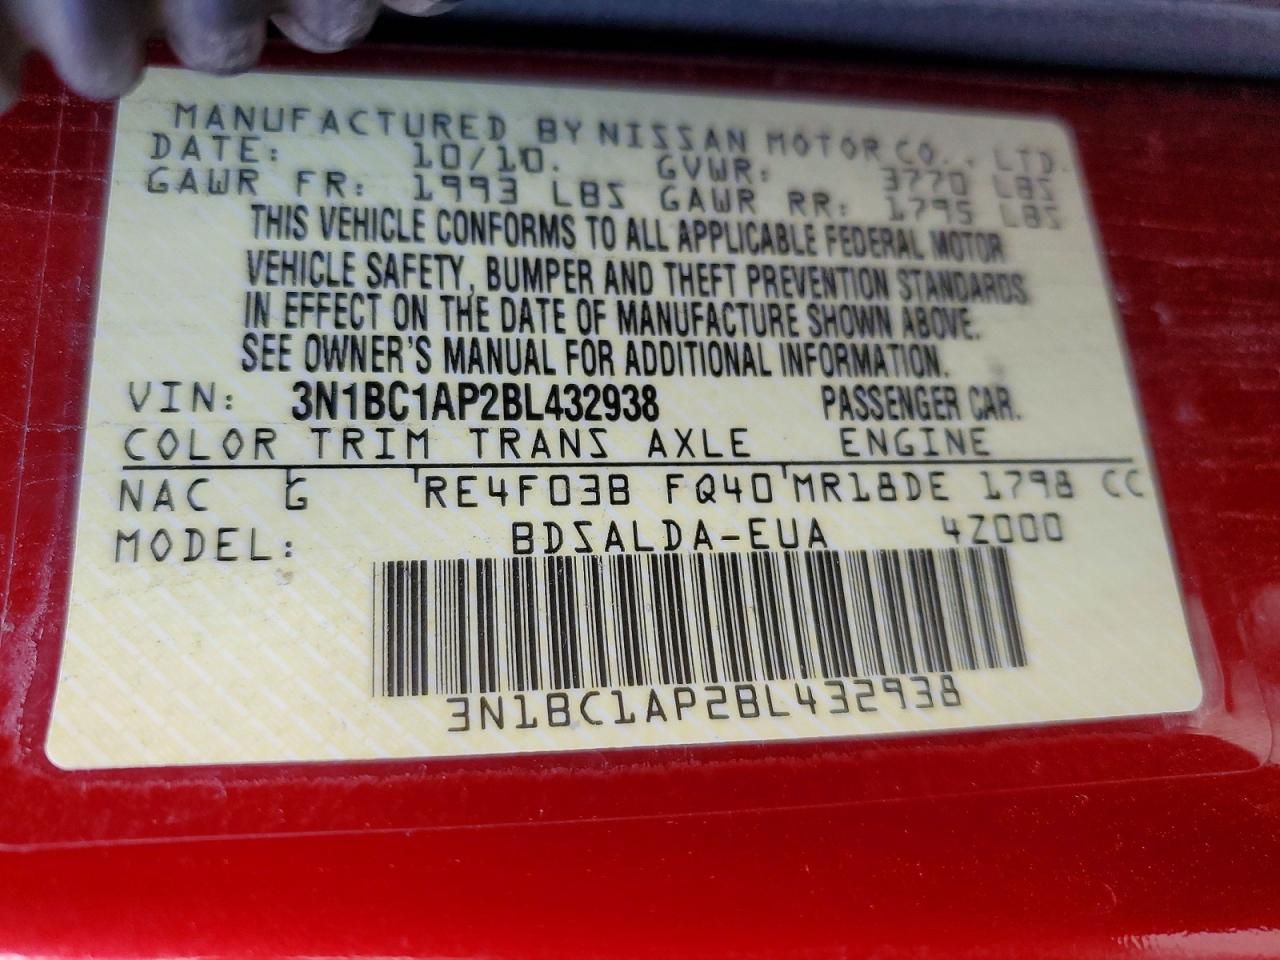 MANUFACTURED BY NISSAN MOTOR CO., LTD.
DATE: 10/10. GVWR: 3770 LBS
GAWR FR: 1993 LBS GAWR RR: 1795 LBS
THIS VEHICLE CONFORMS TO ALL APPLICABLE FEDERAL MOTOR
VEHICLE SAFETY, BUMPER AND THEFT PREVENTION STANDARDS
IN EFFECT ON THE DATE OF MANUFACTURE SHOWN ABOVE.
SEE OWNER'S MANUAL FOR ADDITIONAL INFORMATION.
VIN: 3N1BC1AP2BL432938 PASSENGER CAR.
COLOR TRIM TRANS AXLE ENGINE
NAC G RE4F03B FQ40 MR18DE 1798 CC
MODEL: BDSALDA-EUA 4Z000
3N1BC1AP2BL432938